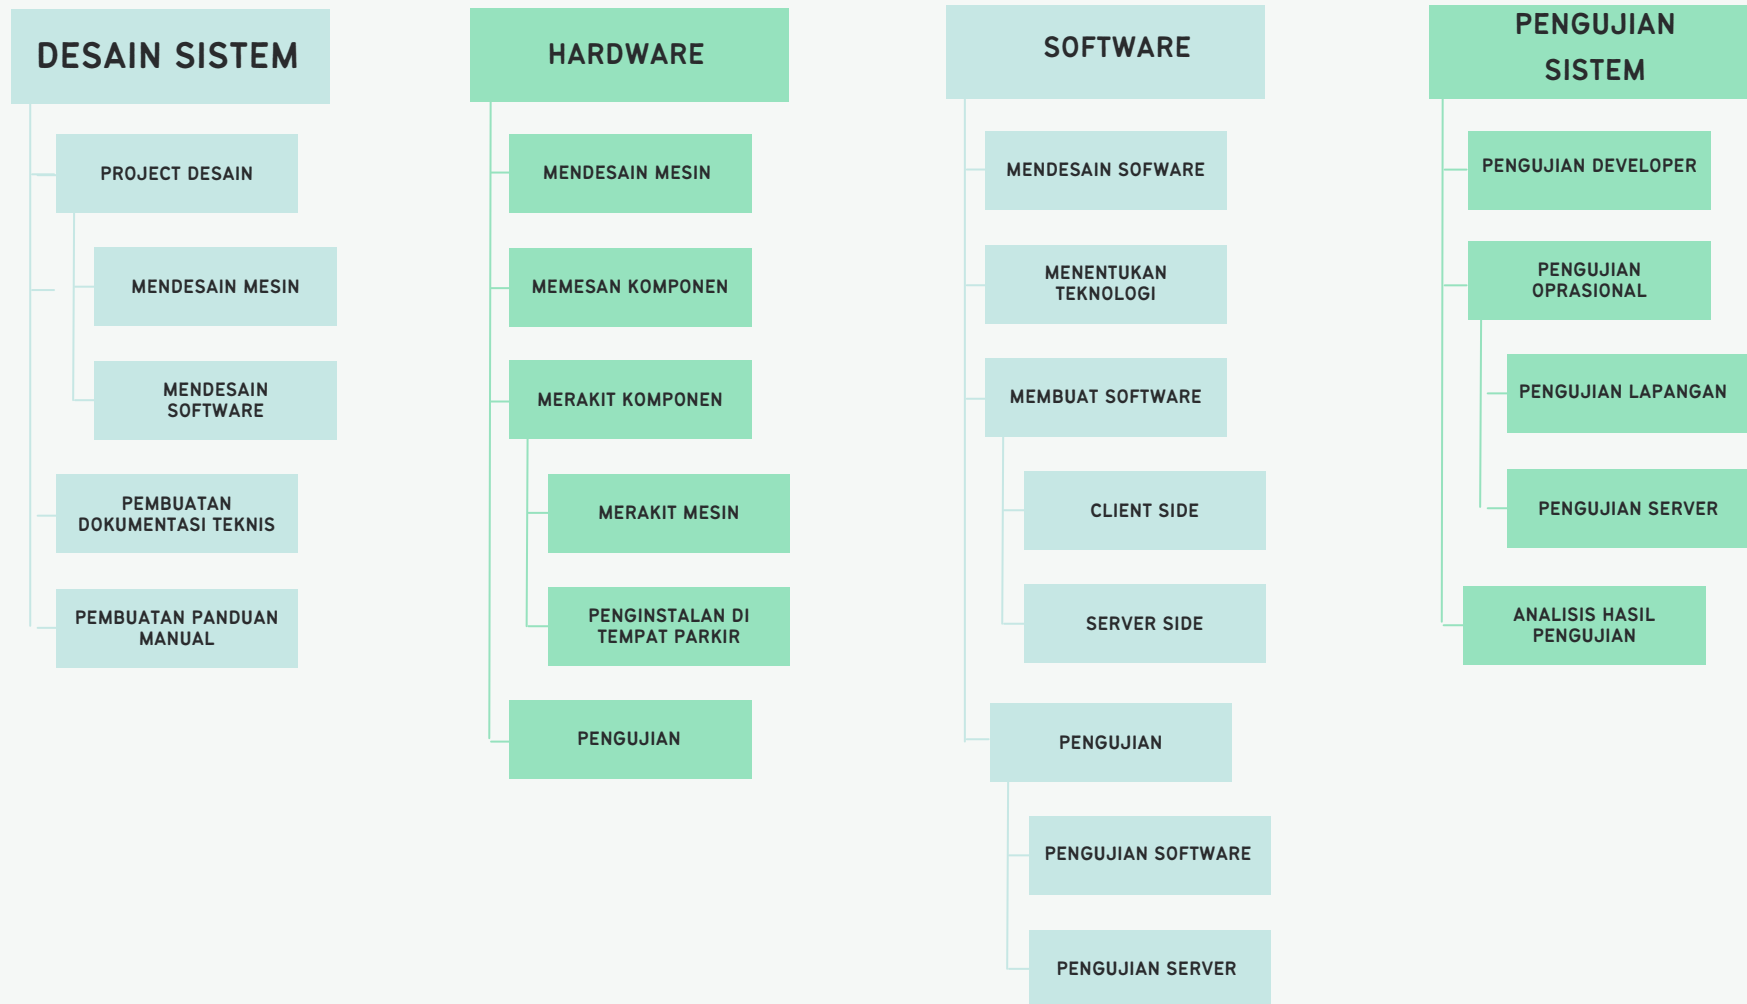 DESAIN SISTEM
PROJECT DESAIN
MENDESAIN MESIN
MENDESAIN
SOFTWARE
PEMBUATAN
DOKUMENTASI TEKNIS
PEMBUATAN PANDUAN
MANUAL
HARDWARE
MENDESAIN MESIN
MEMESAN KOMPONEN
MERAKIT KOMPONEN
MERAKIT MESIN
PENGINSTALAN DI
TEMPAT PARKIR
PENGUJIAN
SOFTWARE
MENDESAIN SOFWARE
MENENTUKAN
TEKNOLOGI
MEMBUAT SOFTWARE
CLIENT SIDE
SERVER SIDE
PENGUJIAN
PENGUJIAN SOFTWARE
PENGUJIAN SERVER
PENGUJIAN
SISTEM
PENGUJIAN DEVELOPER
PENGUJIAN
OPRASIONAL
PENGUJIAN LAPANGAN
PENGUJIAN SERVER
ANALISIS HASIL
PENGUJIAN